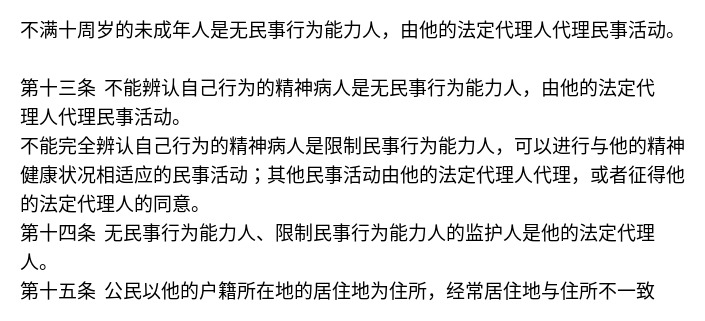 不满十周岁的未成年人是无民事行为能力人，由他的法定代理人代理民事活动。
第十三条 不能辨认自己行为的精神病人是无民事行为能力人，由他的法定代
理人代理民事活动。
不能完全辨认自己行为的精神病人是限制民事行为能力人，可以进行与他的精神
健康状况相适应的民事活动；其他民事活动由他的法定代理人代理，或者征得他
的法定代理人的同意。
第十四条 无民事行为能力人、限制民事行为能力人的监护人是他的法定代理
人。
第十五条 公民以他的户籍所在地的居住地为住所，经常居住地与住所不一致